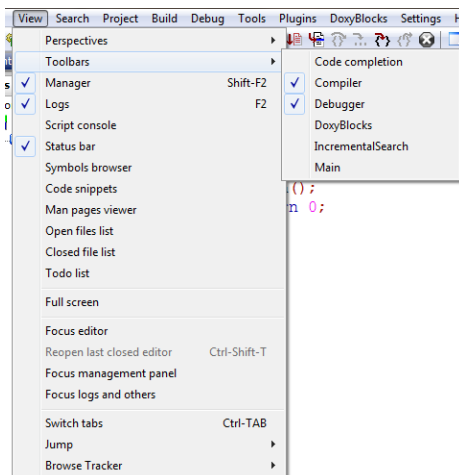 View Search Project Build Debug Tools Plugins DoxyBlocks Settings
Perspectives
Toolbars
Manager Shift-F2
Logs F2
Script console
Status bar
Symbols browser
Code snippets
Man pages viewer
Open files list
Closed file list
Todo list
Full screen
Focus editor
Reopen last closed editor Ctrl-Shift-T
Focus management panel
Focus logs and others
Switch tabs Ctrl-TAB
Jump
Browse Tracker
Code completion
Compiler
Debugger
DoxyBlocks
IncrementalSearch
Main
();
n 0;